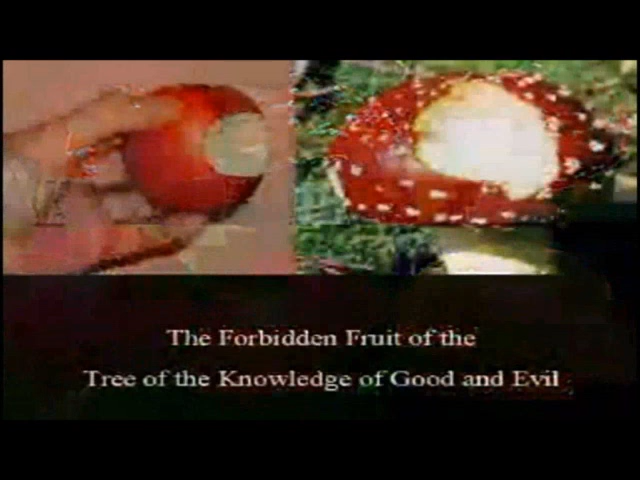 The Forbidden Fruit of the
Tree of the Knowledge of Good and Evil